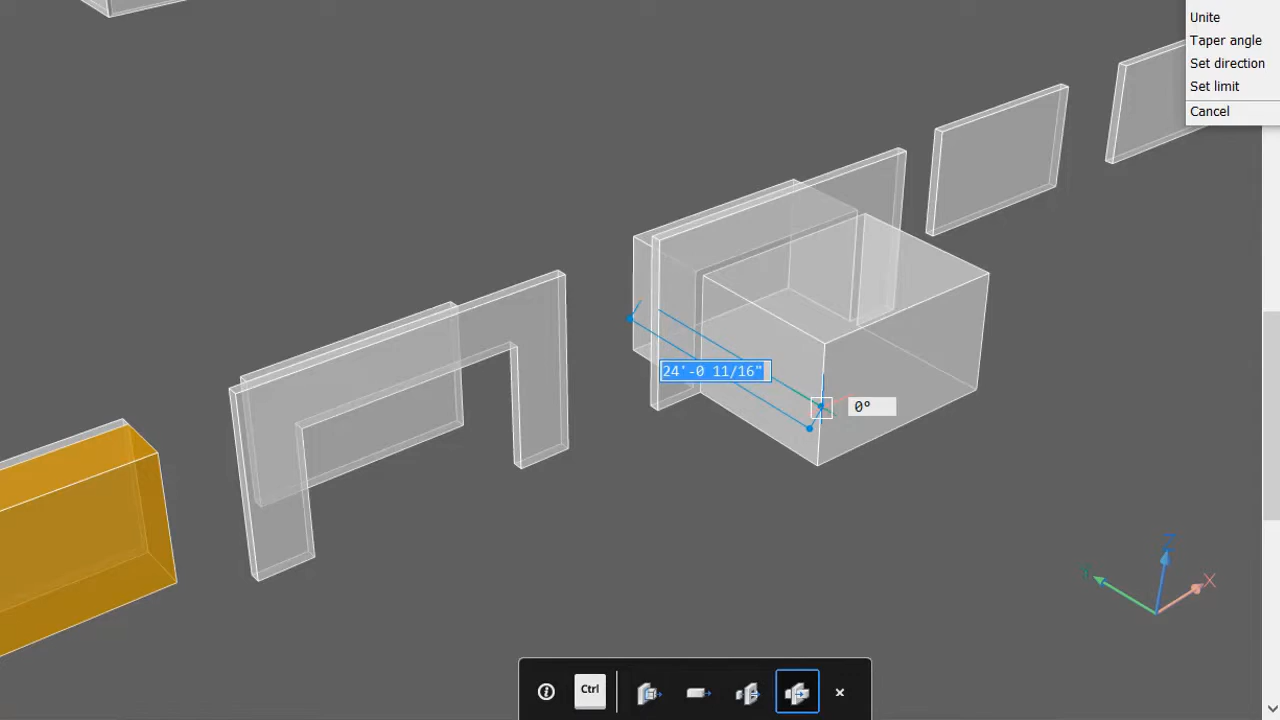 Unite
Taper angle
Set direction
Set limit
Cancel
24'-0 11/16"
0°
Z
Y
X
Ctrl